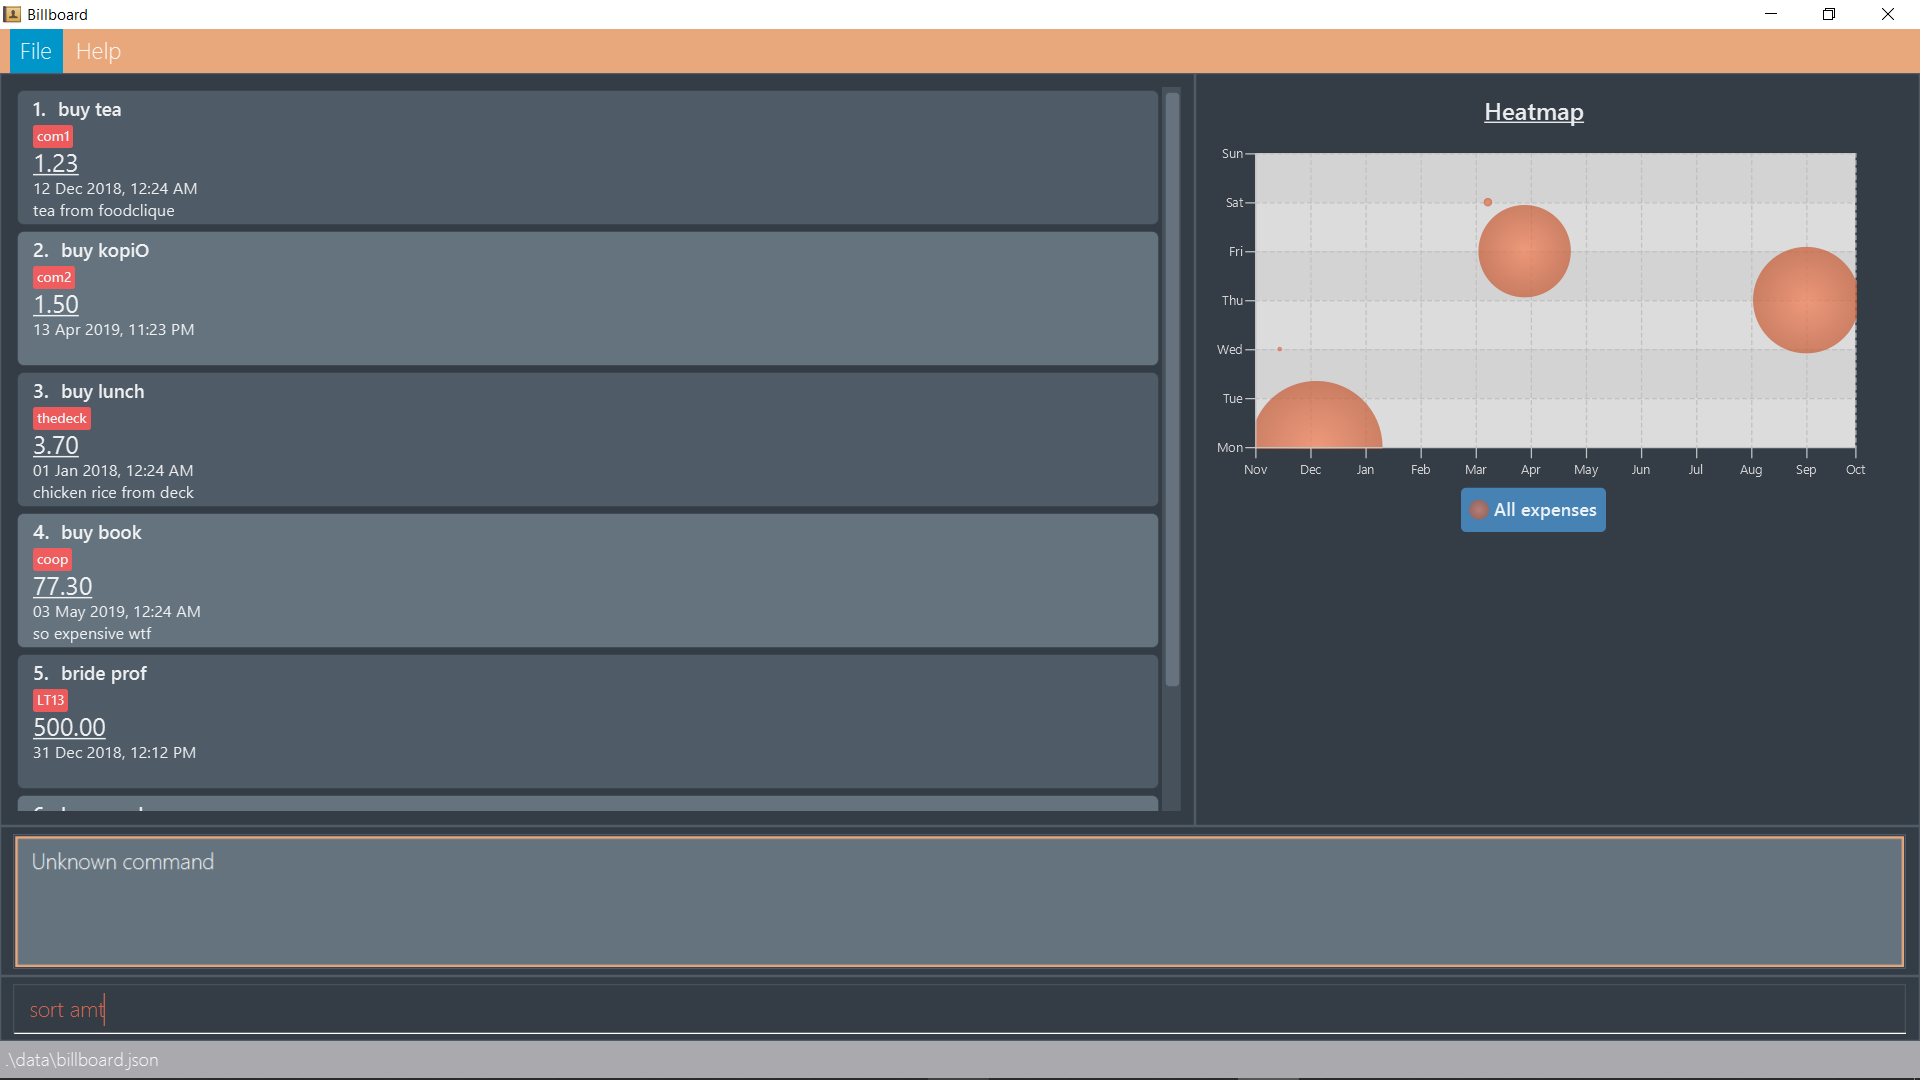 Billboard
File Help
1. buy tea
com1
1.23
12 Dec 2018, 12:24 AM
tea from foodclique
2. buy kopiO
com2
1.50
13 Apr 2019, 11:23 PM
3. buy lunch
thedeck
3.70
01 Jan 2018, 12:24 AM
chicken rice from deck
4. buy book
coop
77.30
03 May 2019, 12:24 AM
so expensive wtf
5. bride prof
LT13
500.00
31 Dec 2018, 12:12 PM
Heatmap
Sun
Sat
Fri
Thu
Wed
Tue
Mon
Nov Dec Jan Feb Mar Apr May Jun Jul Aug Sep Oct
All expenses
Unknown command
sort amt
.\data\billboard.json